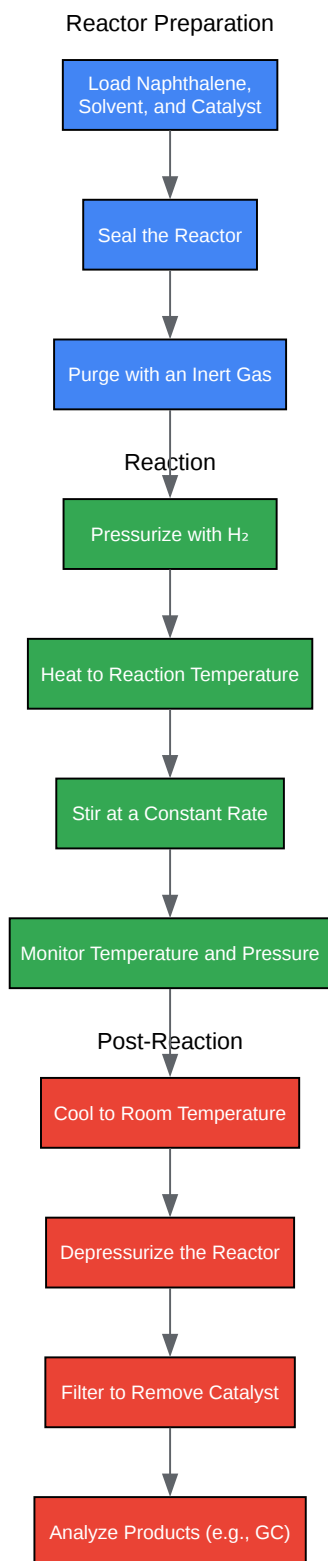 Reactor Preparation
Load Naphthalene,
Solvent, and Catalyst
Seal the Reactor
Purge with an Inert Gas
Reaction
Pressurize with H₂
Heat to Reaction Temperature
Stir at a Constant Rate
Monitor Temperature and Pressure
Post-Reaction
Cool to Room Temperature
Depressurize the Reactor
Filter to Remove Catalyst
Analyze Products (e.g., GC)